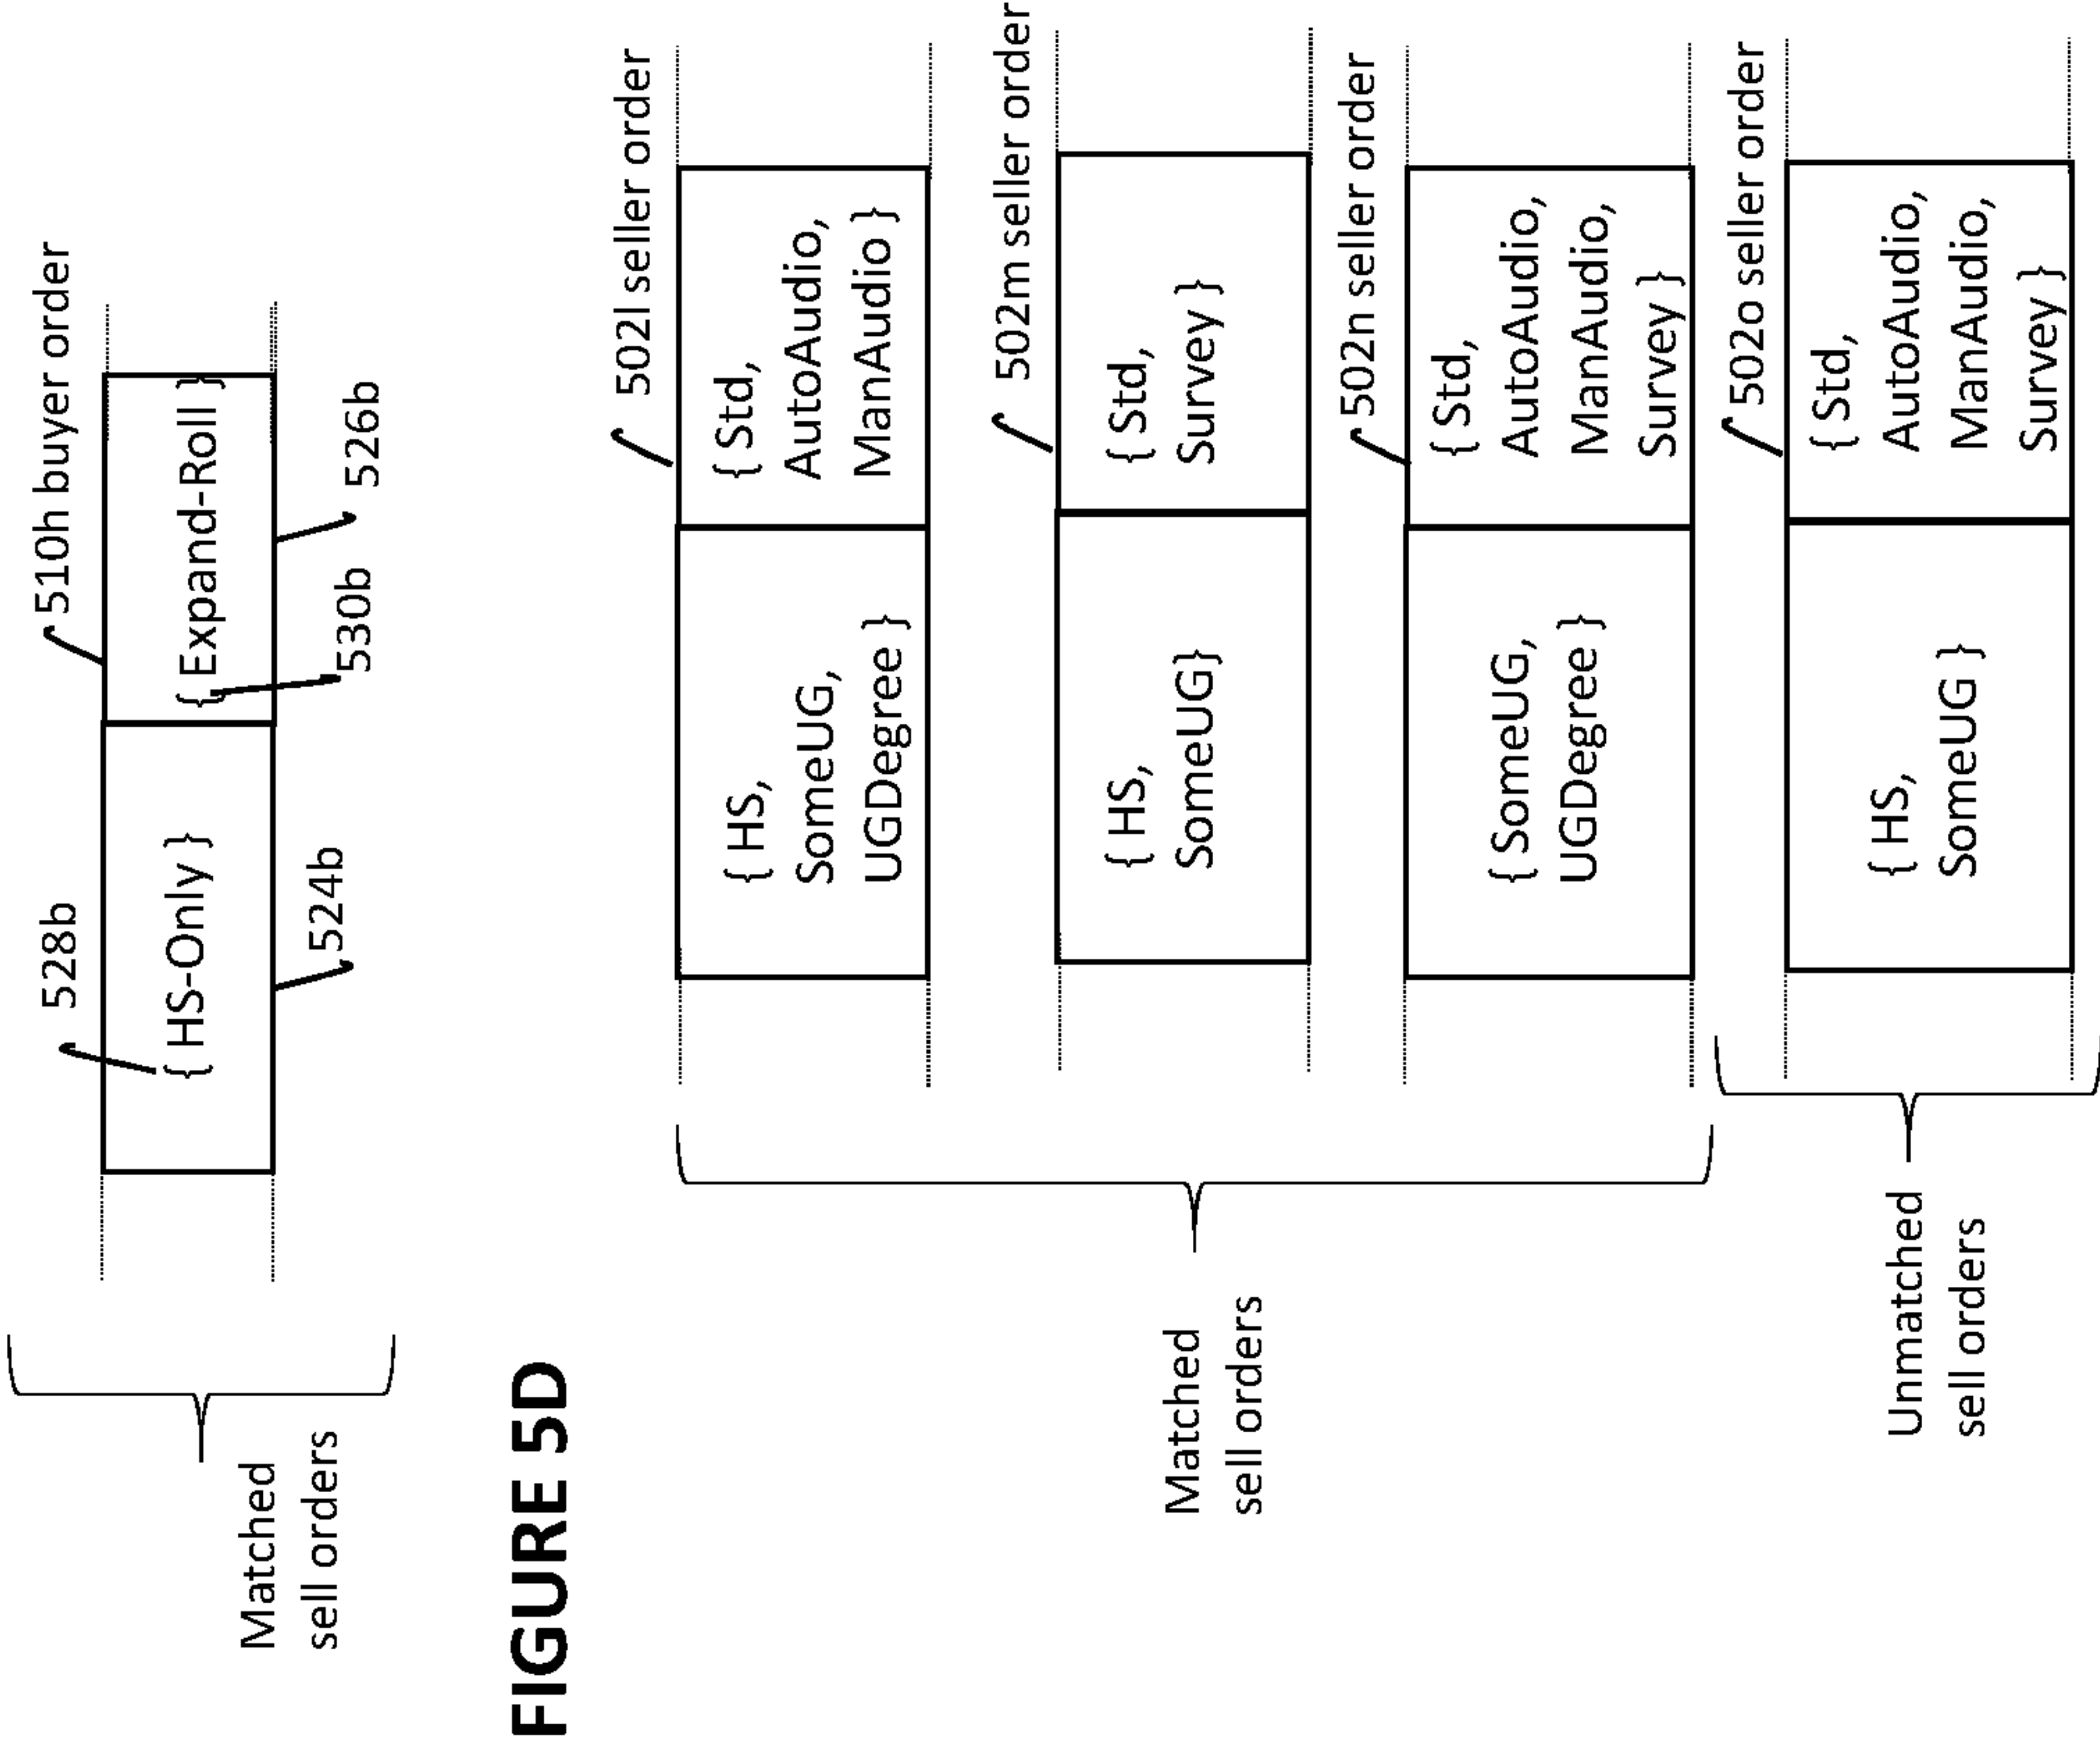 510h buyer order
528b
{ HS-Only }
{ Expand-Roll }
524b
530b
526b
Matched
sell orders
FIGURE 5D
502l seller order
{ HS,
SomeUG,
UGDegree }
{ Std,
AutoAudio,
ManAudio }
502m seller order
{ HS,
SomeUG}
{ Std,
Survey }
502n seller order
{ SomeUG,
UGDegree }
{ Std,
AutoAudio,
ManAudio,
Survey }
Matched
sell orders
502o seller order
{ HS,
SomeUG }
{ Std,
AutoAudio,
ManAudio,
Survey }
Unmatched
sell orders